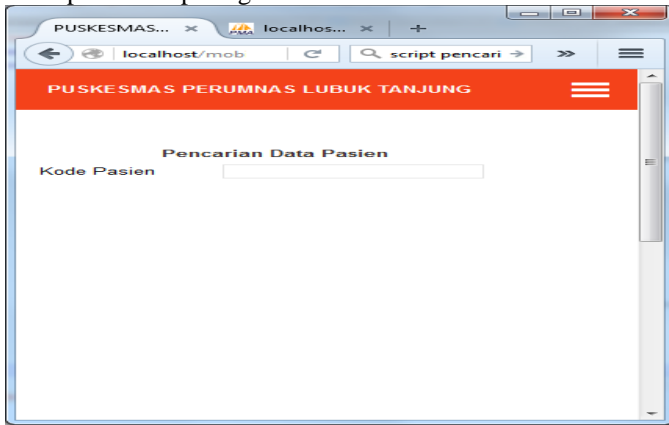 PUSKESMAS... × localhos... × +
localhost/mob script pencari
PUSKESMAS PERUMNAS LUBUK TANJUNG
Pencarian Data Pasien
Kode Pasien